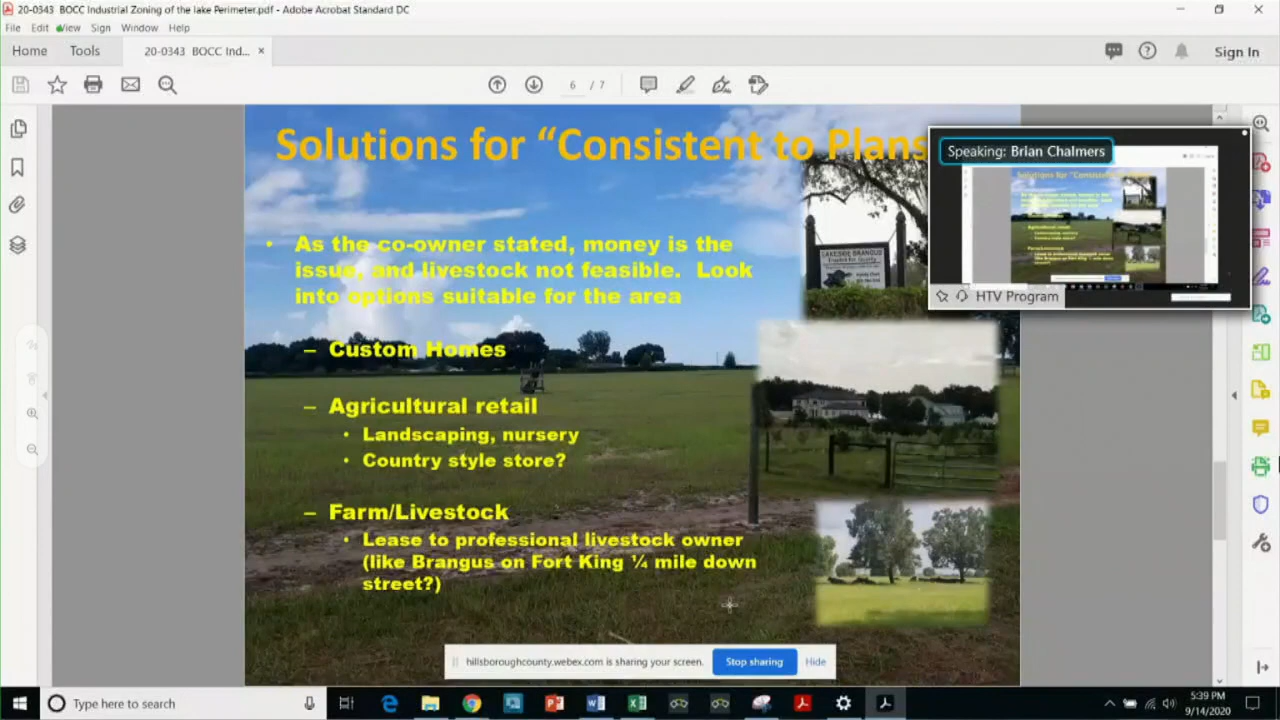 20-0343 BOCC Industrial Zoning of the lake Perimeter.pdf - Adobe Acrobat Standard DC
File Edit View Sign Window Help
Home Tools 20-0343 BOCC Ind... × Sign In
6 / 7
Solutions for “Consistent to Plans
Speaking: Brian Chalmers
HTV Program
LAKESIDE BRANGUS
• As the co-owner stated, money is the
issue, and livestock not feasible. Look
into options suitable for the area
– Custom Homes
– Agricultural retail
• Landscaping, nursery
• Country style store?
– Farm/Livestock
• Lease to professional livestock owner
(like Brangus on Fort King ¼ mile down
street?)
hillsboroughcounty.webex.com is sharing your screen. Stop sharing Hide
Type here to search
5:39 PM
9/14/2020